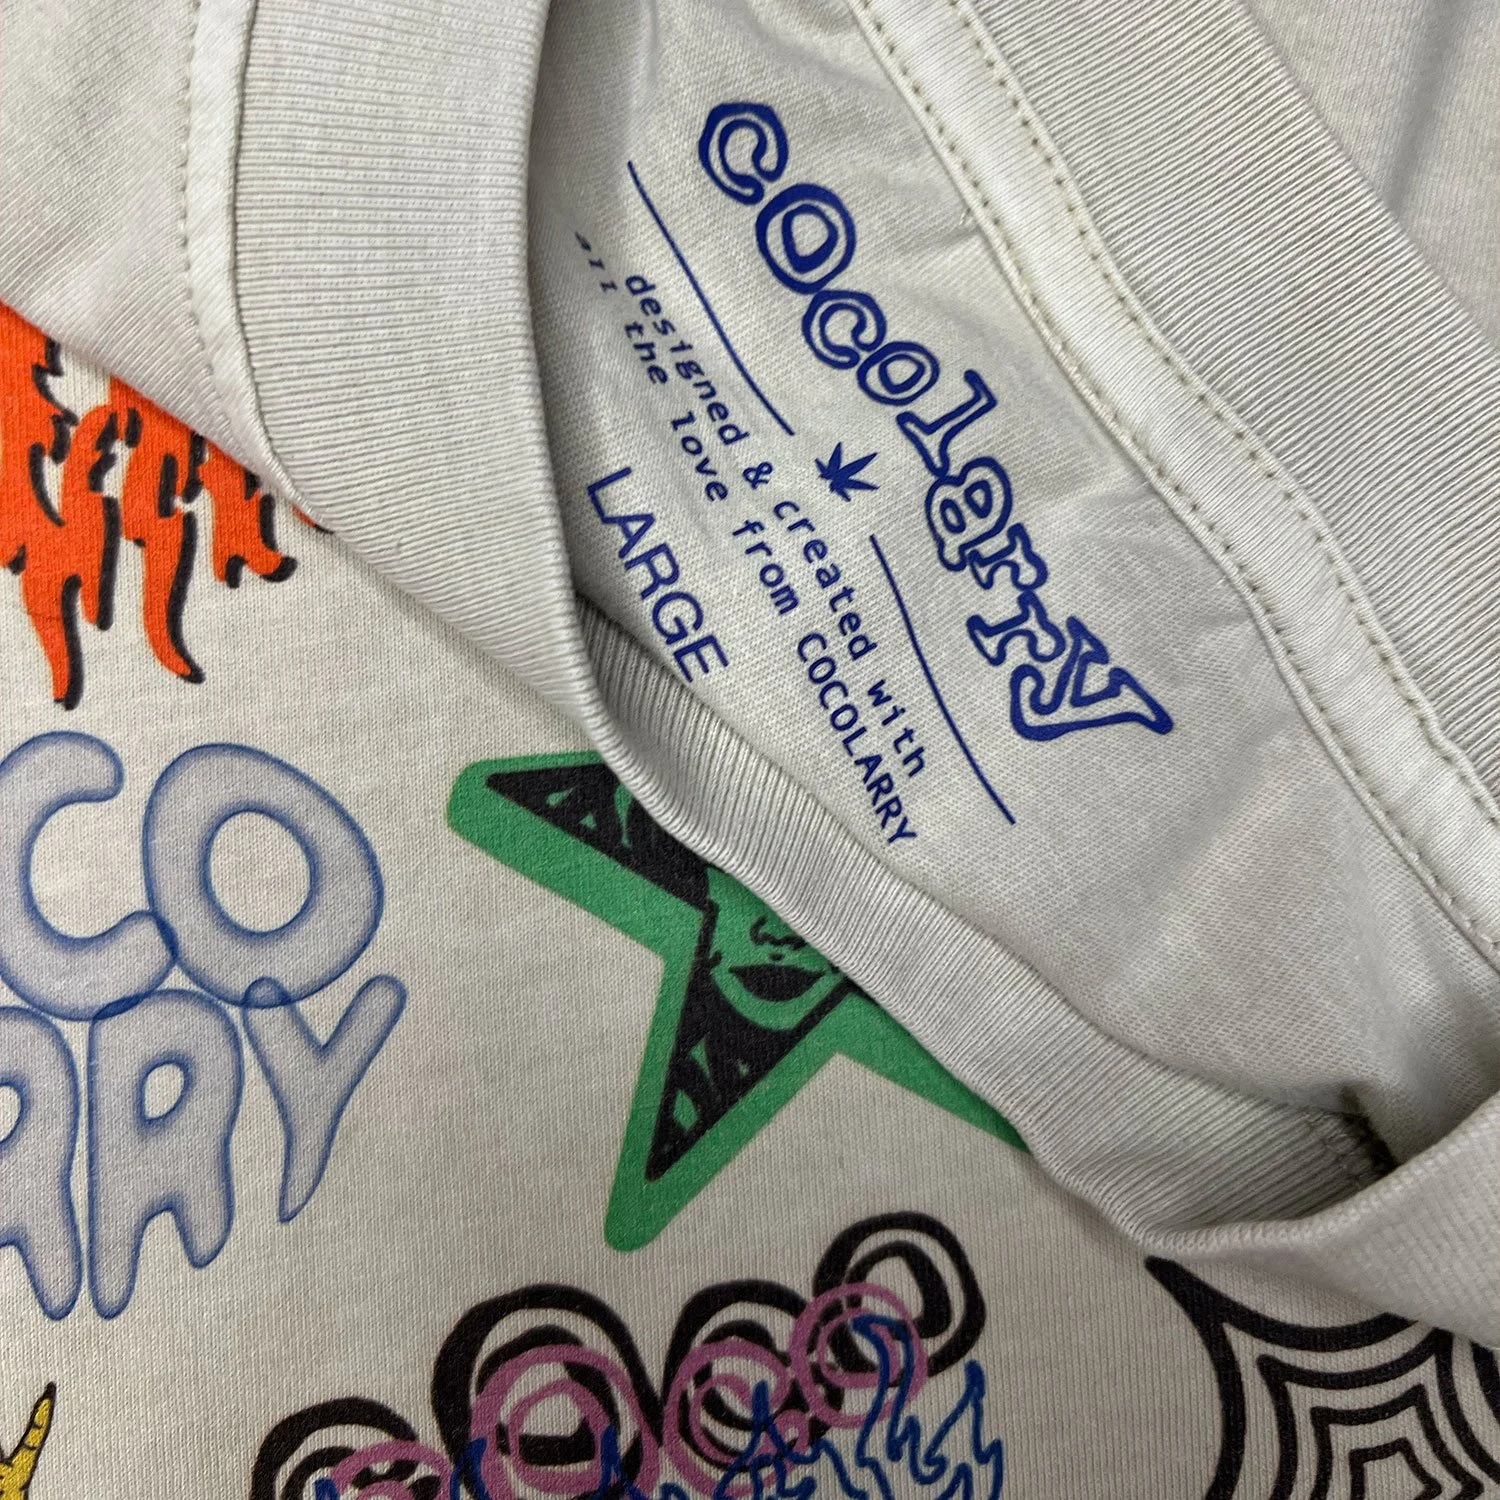 cocolarry
designed & created with
all the love from COCOLARRY
LARGE
CO
ARRY